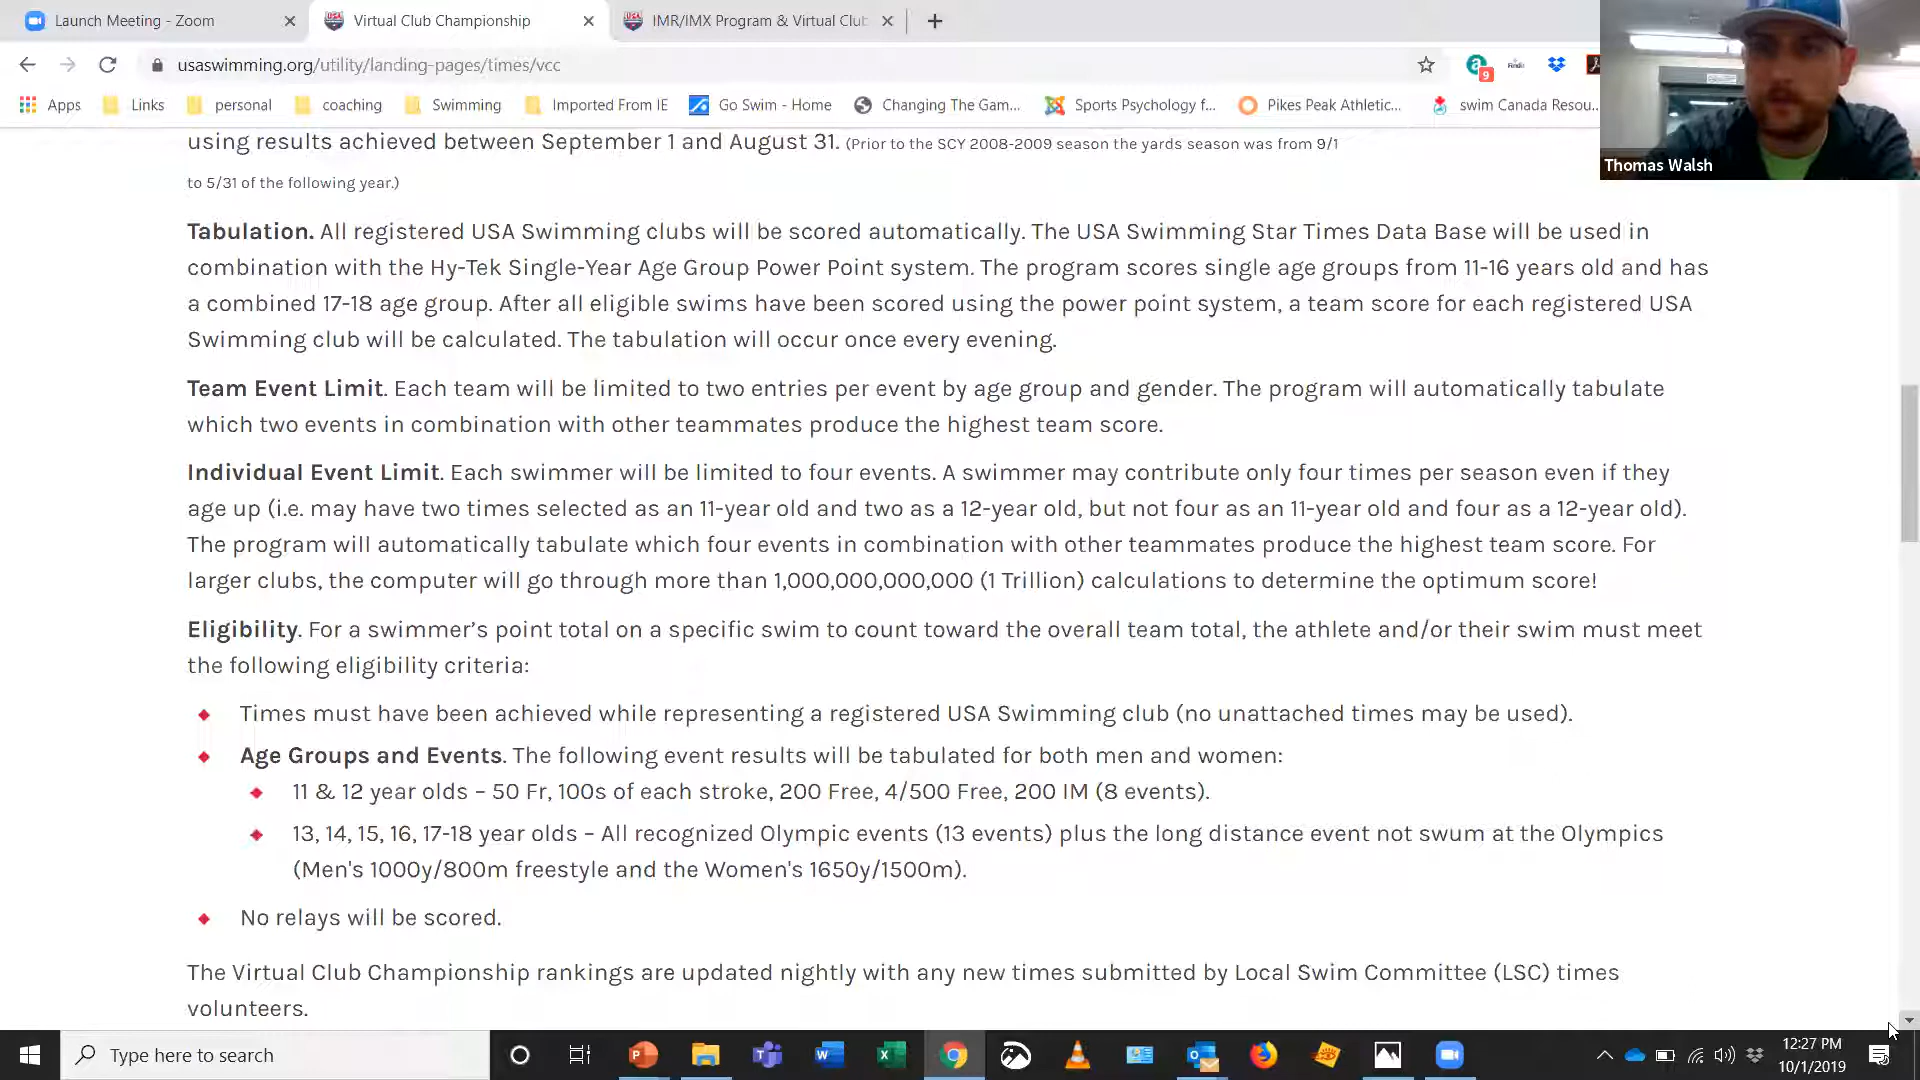 Launch Meeting - Zoom
Virtual Club Championship
IMR/IMX Program & Virtual Club
usaswimming.org/utility/landing-pages/times/vcc
9
Apps
Links
personal
coaching
Swimming
Imported From IE
Go Swim - Home
Changing The Gam...
Sports Psychology f...
Pikes Peak Athletic...
swim Canada Resou...
Thomas Walsh
using results achieved between September 1 and August 31. (Prior to the SCY 2008-2009 season the yards season was from 9/1
to 5/31 of the following year.)
Tabulation. All registered USA Swimming clubs will be scored automatically. The USA Swimming Star Times Data Base will be used in
combination with the Hy-Tek Single-Year Age Group Power Point system. The program scores single age groups from 11-16 years old and has
a combined 17-18 age group. After all eligible swims have been scored using the power point system, a team score for each registered USA
Swimming club will be calculated. The tabulation will occur once every evening.
Team Event Limit. Each team will be limited to two entries per event by age group and gender. The program will automatically tabulate
which two events in combination with other teammates produce the highest team score.
Individual Event Limit. Each swimmer will be limited to four events. A swimmer may contribute only four times per season even if they
age up (i.e. may have two times selected as an 11-year old and two as a 12-year old, but not four as an 11-year old and four as a 12-year old).
The program will automatically tabulate which four events in combination with other teammates produce the highest team score. For
larger clubs, the computer will go through more than 1,000,000,000,000 (1 Trillion) calculations to determine the optimum score!
Eligibility. For a swimmer's point total on a specific swim to count toward the overall team total, the athlete and/or their swim must meet
the following eligibility criteria:
Times must have been achieved while representing a registered USA Swimming club (no unattached times may be used).
Age Groups and Events. The following event results will be tabulated for both men and women:
11 & 12 year olds – 50 Fr, 100s of each stroke, 200 Free, 4/500 Free, 200 IM (8 events).
13, 14, 15, 16, 17-18 year olds – All recognized Olympic events (13 events) plus the long distance event not swum at the Olympics
(Men's 1000y/800m freestyle and the Women's 1650y/1500m).
No relays will be scored.
The Virtual Club Championship rankings are updated nightly with any new times submitted by Local Swim Committee (LSC) times
volunteers.
Type here to search
12:27 PM
10/1/2019